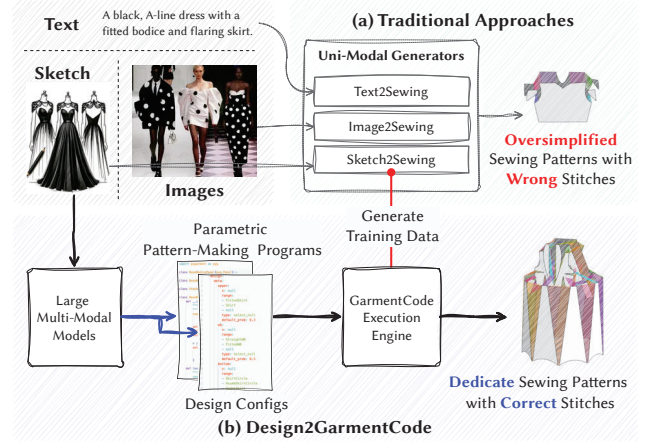 Text
A black, A-line dress with a
fitted bodice and flaring skirt.
(a) Traditional Approaches
Sketch
Images
Uni-Modal Generators
Text2Sewing
Image2Sewing
Sketch2Sewing
Oversimplified
Sewing Patterns with
Wrong Stitches
Generate
Training Data
Parametric
Pattern-Making Programs
Large
Multi-Modal
Models
Design Configs
GarmentCode
Execution
Engine
Dedicate Sewing Patterns
with Correct Stitches
(b) Design2GarmentCode